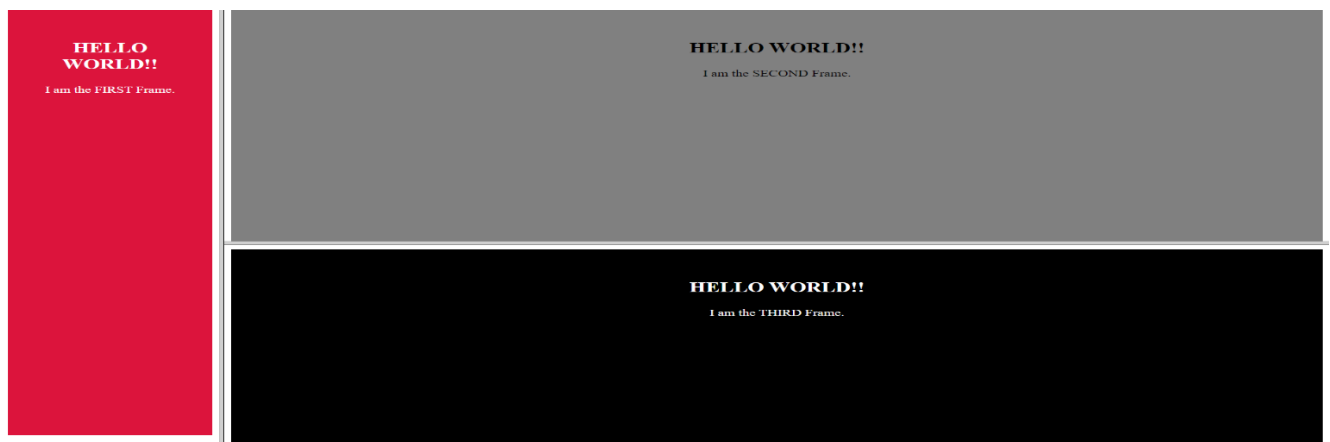 HELLO
WORLD!!
I am the FIRST Frame.
HELLO WORLD!!
I am the SECOND Frame.
HELLO WORLD!!
I am the THIRD Frame.